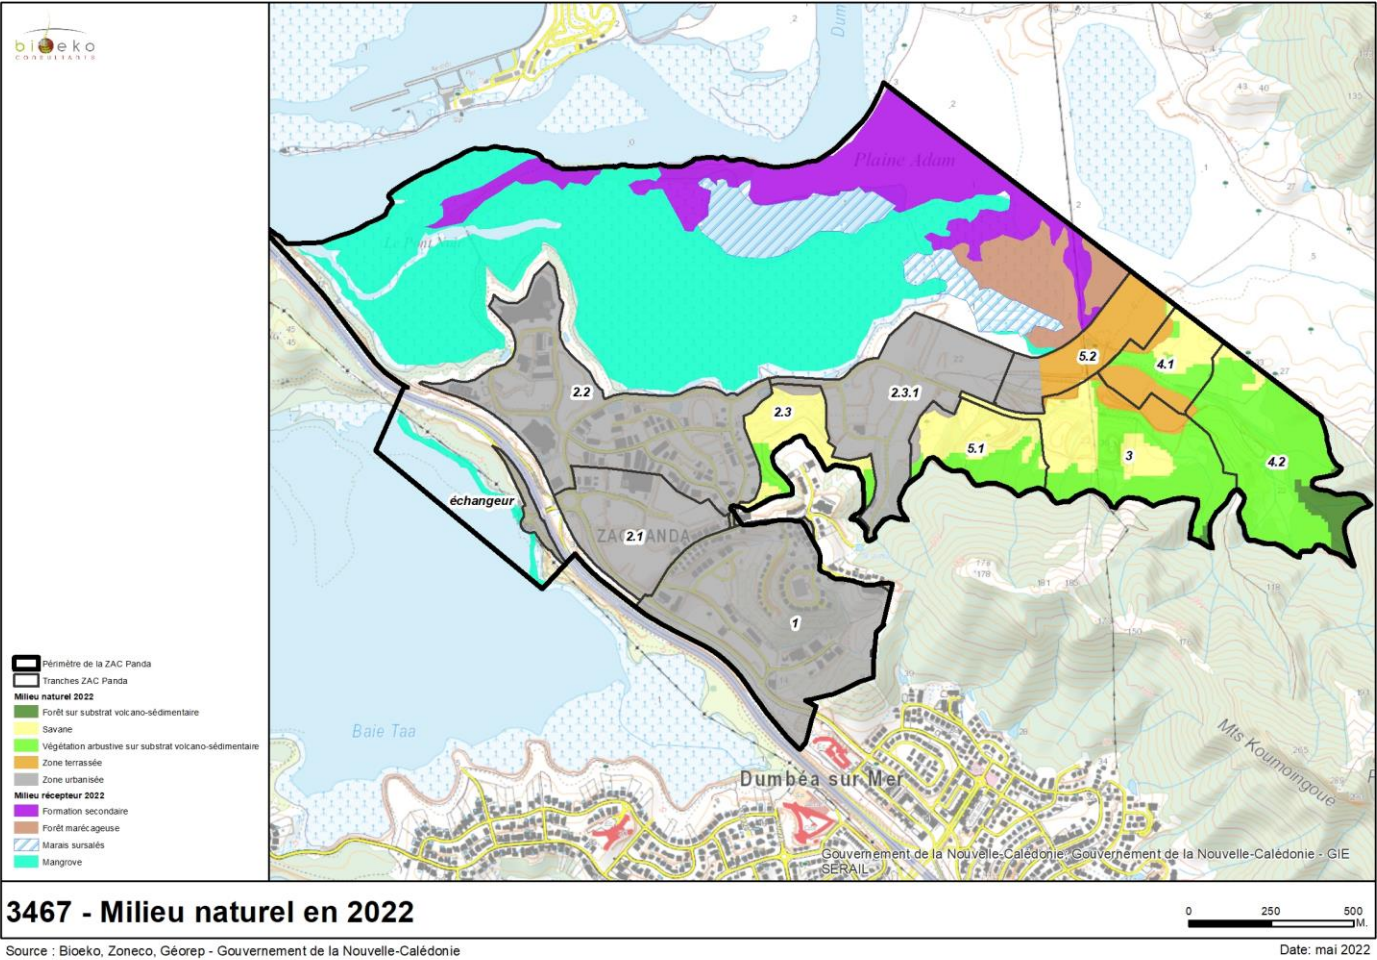 bioeko
CONSULTANTS
Périmètre de la ZAC Panda
Tranches ZAC Panda
Milieu naturel 2022
Forêt sur substrat volcano-sédimentaire
Savane
Végétation arbustive sur substrat volcano-sédimentaire
Zone terrassée
Zone urbanisée
Milieu récepteur 2022
Formation secondaire
Forêt marécageuse
Marais sursalés
Mangrove
Plaine Adam
Le Pont Noir
5.2
4.1
2.2
2.3.1
2.3
5.1
3
4.2
échangeur
ZAC PANDA
2.1
1
Baie Taa
Mts Koumoingoue
Dumbéa sur Mer
Gouvernement de la Nouvelle-Calédonie, Gouvernement de la Nouvelle-Calédonie - GIE
SERAIL
3467 - Milieu naturel en 2022
0 250 500
M.
Source : Bioeko, Zoneco, Géorep - Gouvernement de la Nouvelle-Calédonie
Date: mai 2022